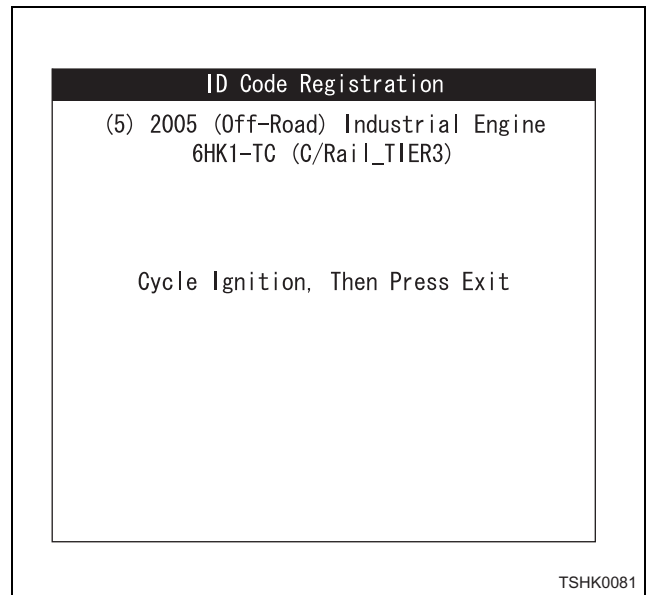 ID Code Registration
(5) 2005 (Off-Road) Industrial Engine
6HK1-TC (C/Rail_TIER3)
Cycle Ignition, Then Press Exit
TSHK0081